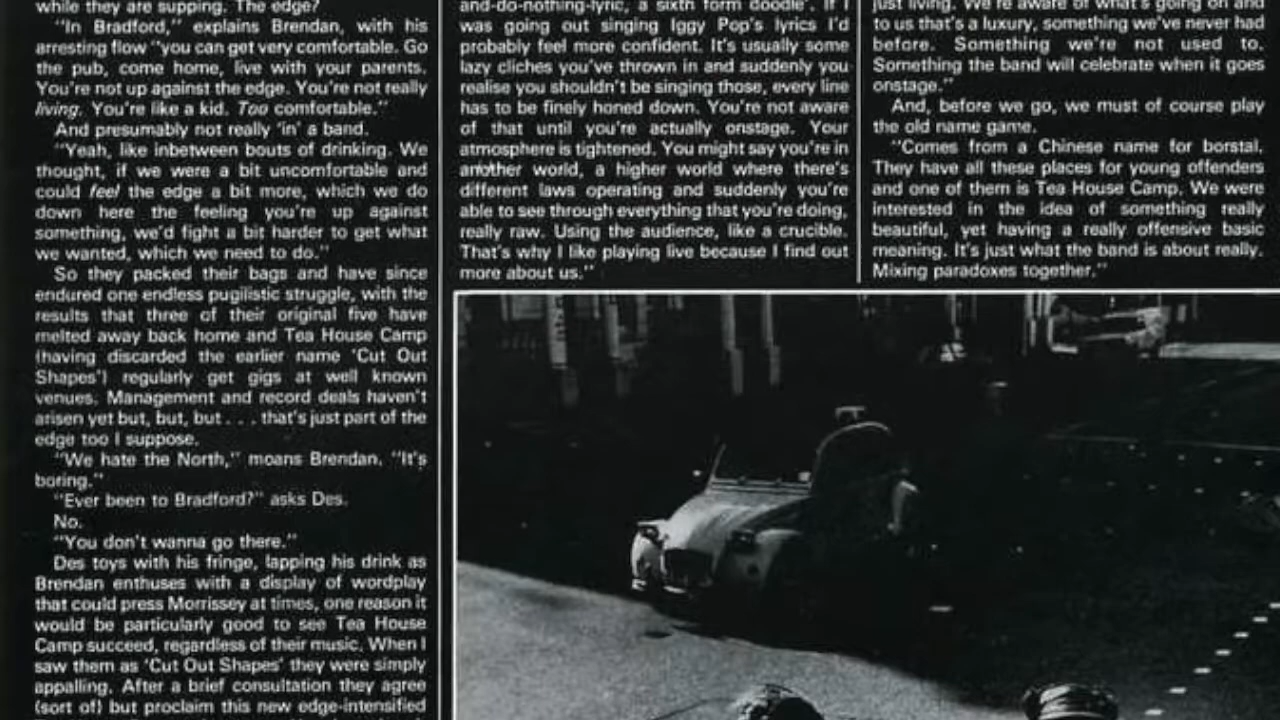 while they are supping. The edge?
"In Bradford," explains Brendan, with his
arresting flow "you can get very comfortable. Go
the pub, come home, live with your parents.
You're not up against the edge. You're not really
living. You're like a kid. Too comfortable."
And presumably not really 'in' a band.
"Yeah, like inbetween bouts of drinking. We
thought, if we were a bit uncomfortable and
could feel the edge a bit more, which we do
down here the feeling you're up against
something, we'd fight a bit harder to get what
we wanted, which we need to do."
So they packed their bags and have since
endured one endless pugilistic struggle, with the
results that three of their original five have
melted away back home and Tea House Camp
(having discarded the earlier name 'Cut Out
Shapes') regularly get gigs at well known
venues. Management and record deals haven't
arisen yet but, but, but . . . that's just part of the
edge too I suppose.
"We hate the North," moans Brendan. "It's
boring."
"Ever been to Bradford?" asks Des.
No.
"You don't wanna go there."
Des toys with his fringe, lapping his drink as
Brendan enthuses with a display of wordplay
that could press Morrissey at times, one reason it
would be particularly good to see Tea House
Camp succeed, regardless of their music. When I
saw them as 'Cut Out Shapes' they were simply
appalling. After a brief consultation they agree
(sort of) but proclaim this new edge-intensified
and-do-nothing-lyric, a sixth form doodle'. If I
was going out singing Iggy Pop's lyrics I'd
probably feel more confident. It's usually some
lazy cliches you've thrown in and suddenly you
realise you shouldn't be singing those, every line
has to be finely honed down. You're not aware
of that until you're actually onstage. Your
atmosphere is tightened. You might say you're in
another world, a higher world where there's
different laws operating and suddenly you're
able to see through everything that you're doing,
really raw. Using the audience, like a crucible.
That's why I like playing live because I find out
more about us."
just living. We're aware of what's going on and
to us that's a luxury, something we've never had
before. Something we're not used to.
Something the band will celebrate when it goes
onstage."
And, before we go, we must of course play
the old name game.
"Comes from a Chinese name for borstal.
They have all these places for young offenders
and one of them is Tea House Camp. We were
interested in the idea of something really
beautiful, yet having a really offensive basic
meaning. It's just what the band is about really.
Mixing paradoxes together."